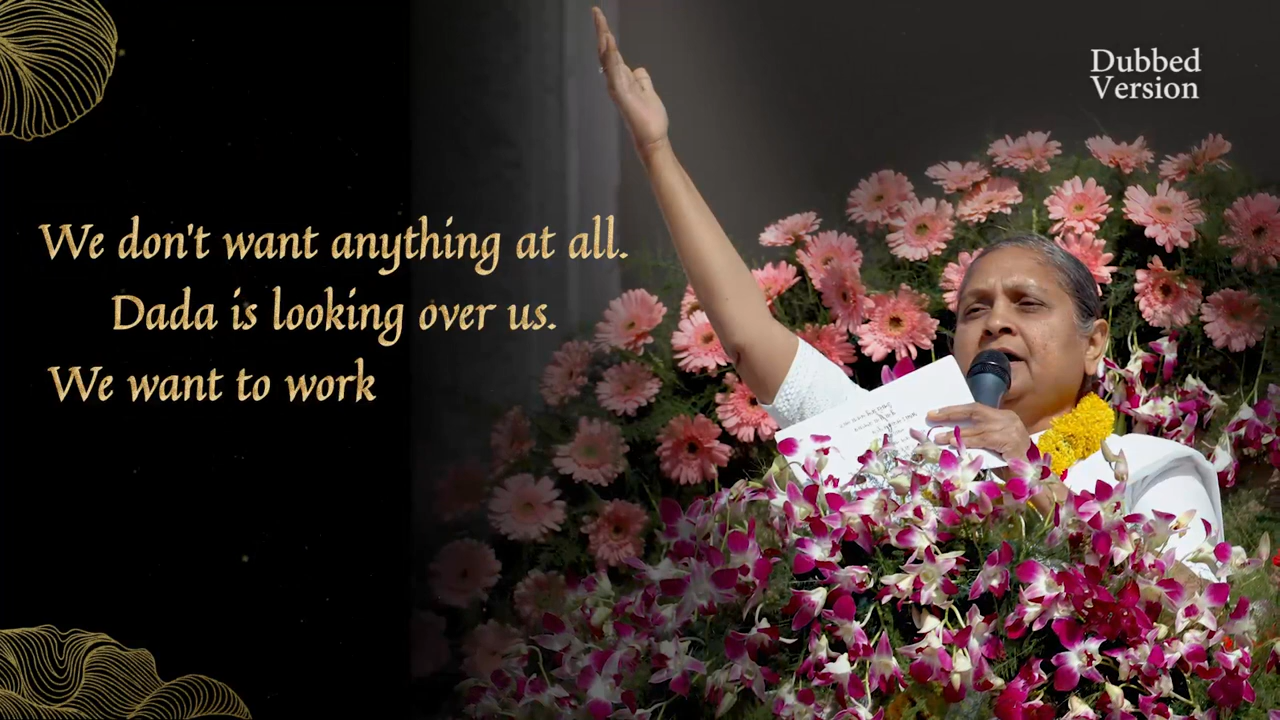 Dubbed
Version
We don't want anything at all.
Dada is looking over us.
We want to work